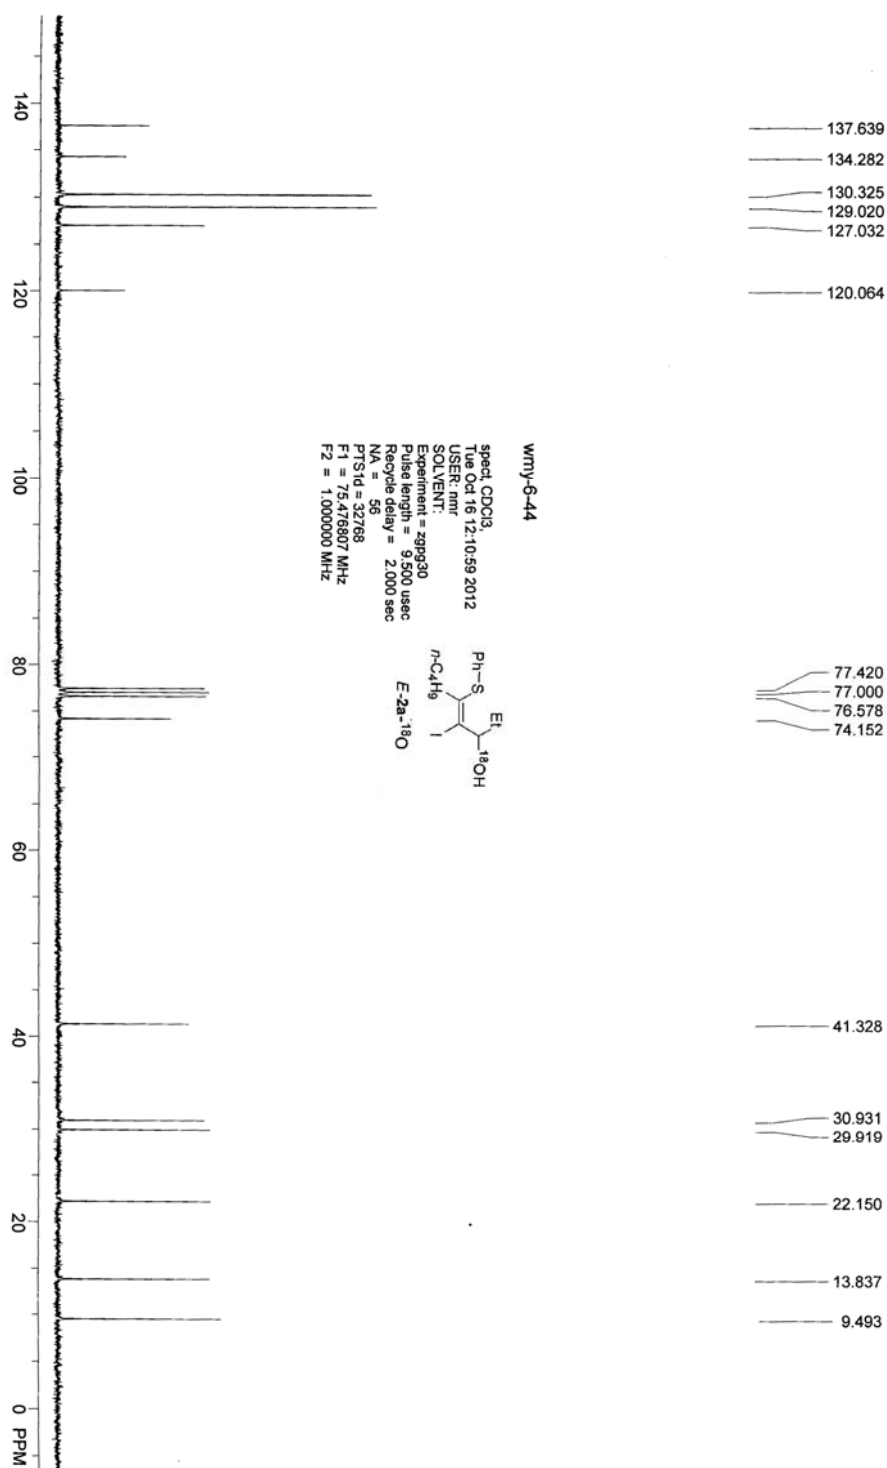 137.639
134.282
130.325
129.020
127.032
120.064
77.420
77.000
76.578
74.152
41.328
30.931
29.919
22.150
13.837
9.493
wmy-6-44
spect, CDCl3,
Tue Oct 16 12:10:59 2012
USER: nmr
SOLVENT:
Experiment = zgpg30
Pulse length = 9.500 usec
Recycle delay = 2.000 sec
NA = 56
PTS1d = 32768
F1 = 75.476807 MHz
F2 = 1.000000 MHz
Ph S Et
18OH
n-C4H9 I
E-2a-18O
140 120 100 80 60 40 20 0 PPM